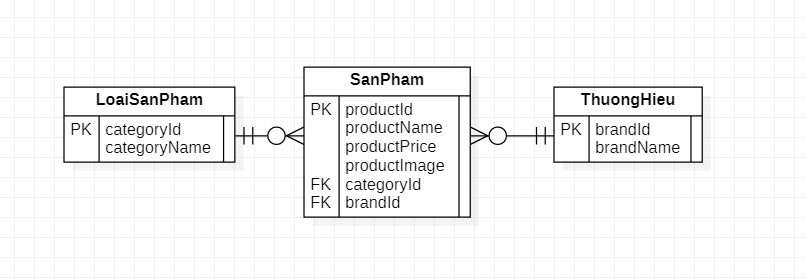 LoaiSanPham
PK categoryId
categoryName
SanPham
PK productId
productName
productPrice
productImage
FK categoryId
FK brandId
ThuongHieu
PK brandId
brandName